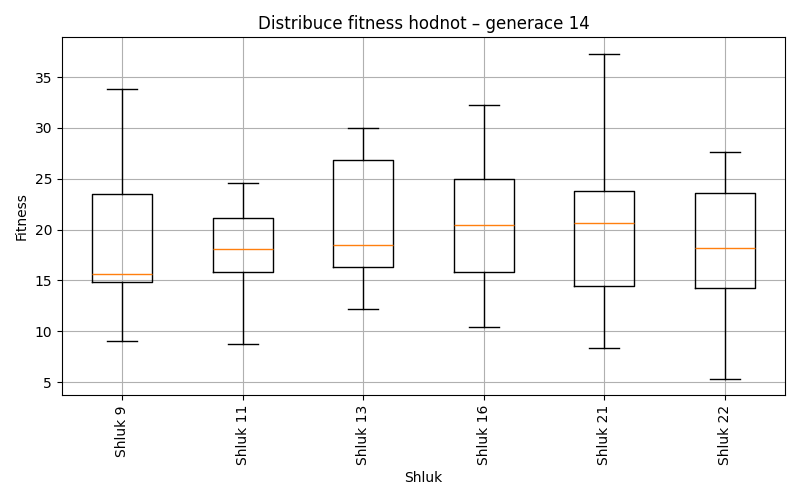 Distribuce fitness hodnot – generace 14
Fitness
35
30
25
20
15
10
5
Shluk 9
Shluk 11
Shluk 13
Shluk 16
Shluk 21
Shluk 22
Shluk